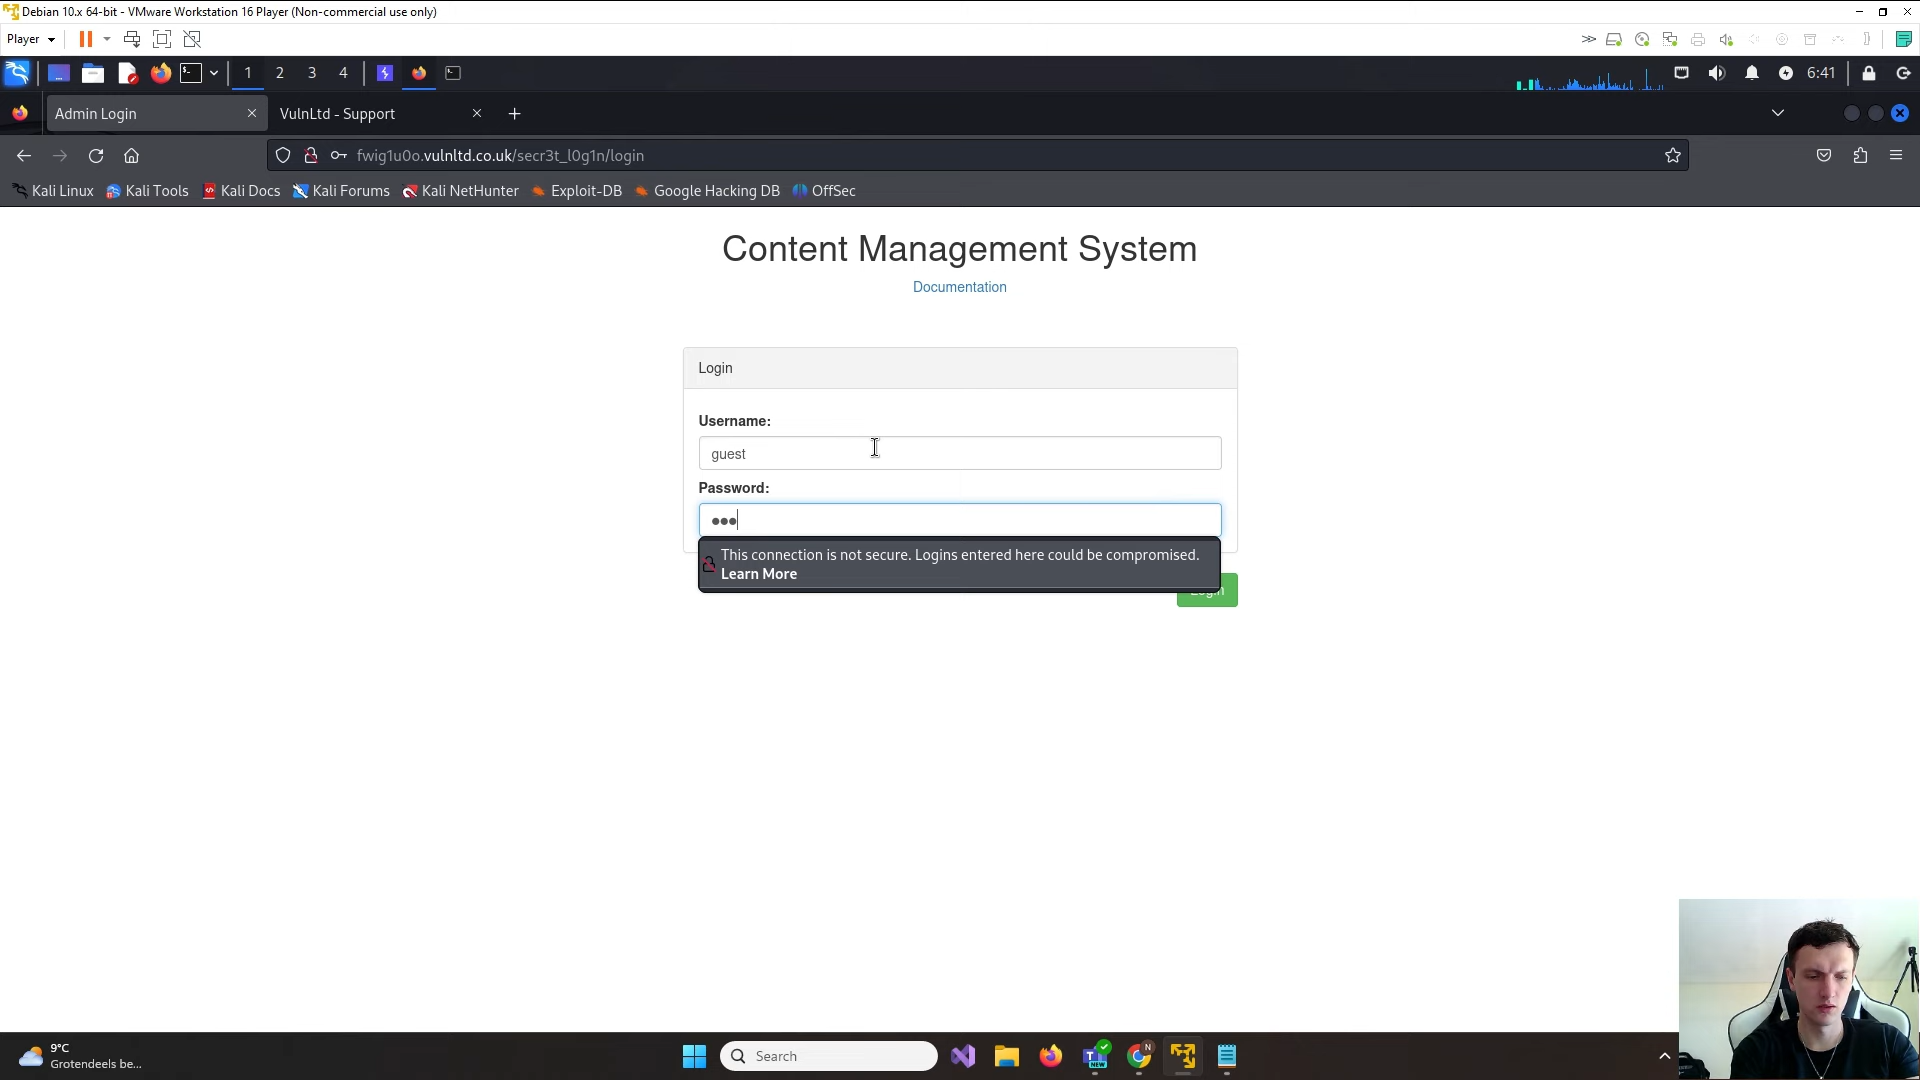 Debian 10.x 64-bit - VMware Workstation 16 Player (Non-commercial use only)
Player
1 2 3 4
6:41
Admin Login
VulnLtd - Support
fwig1u0o.vulnltd.co.uk/secr3t_l0g1n/login
Kali Linux Kali Tools Kali Docs Kali Forums Kali NetHunter Exploit-DB Google Hacking DB OffSec
Content Management System
Documentation
Login
Username:
guest
Password:
This connection is not secure. Logins entered here could be compromised.
Learn More
Login
9°C
Grotendeels be...
Search
N
NEW